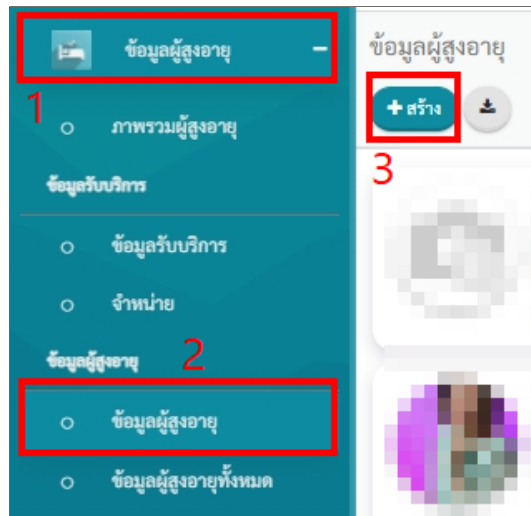 ข้อมูลผู้สูงอายุ
1
ภาพรวมผู้สูงอายุ
ข้อมูลรับบริการ
ข้อมูลรับบริการ
จำหน่าย
ข้อมูลผู้สูงอายุ 2
ข้อมูลผู้สูงอายุ
ข้อมูลผู้สูงอายุทั้งหมด
ข้อมูลผู้สูงอายุ
+ สร้าง
3